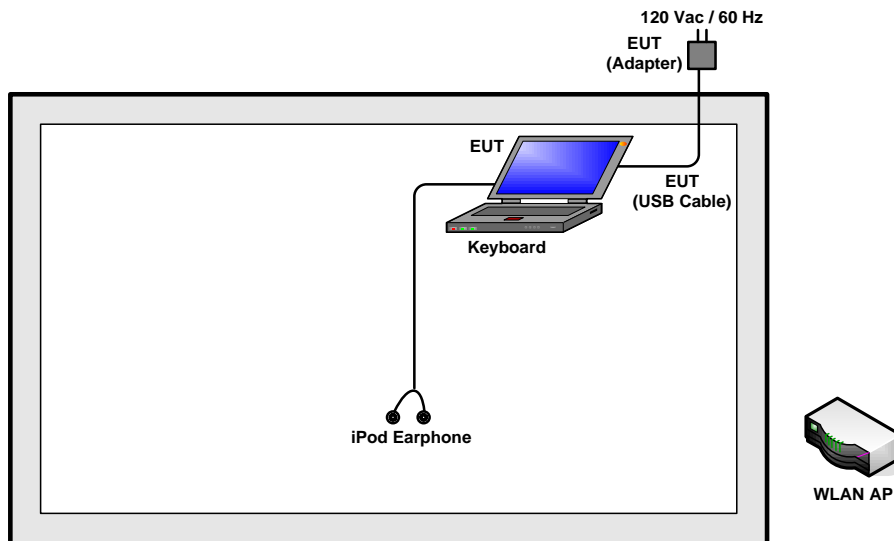 120 Vac / 60 Hz
EUT
(Adapter)
EUT
EUT
(USB Cable)
Keyboard
iPod Earphone
WLAN AP